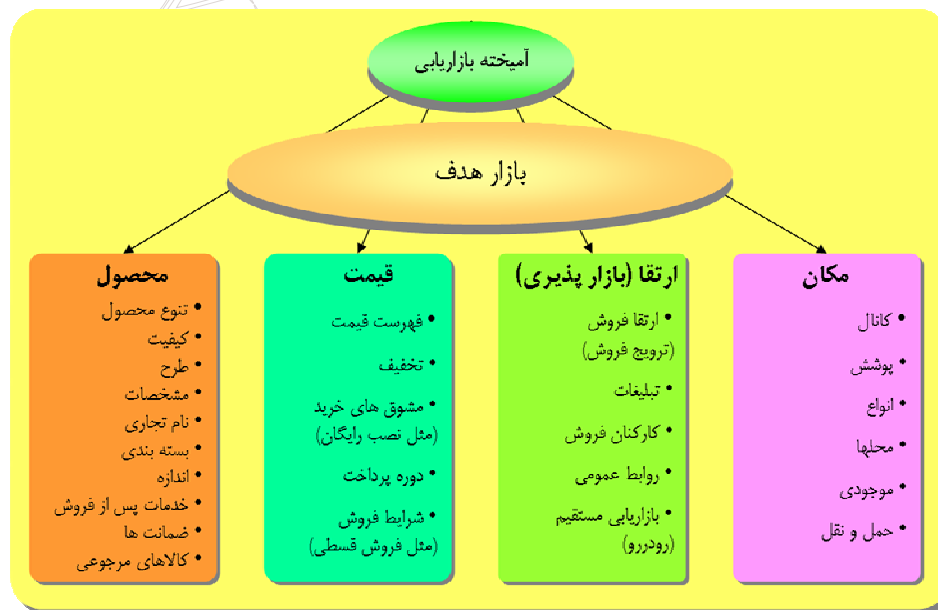 آمیخته بازاریابی
بازار هدف
مکان
• کانال
• پوشش
• انواع
• محلها
• موجودی
• حمل و نقل
ارتقا (بازار پذیری)
• ارتقا فروش
(ترویج فروش)
• تبلیغات
• کارکنان فروش
• روابط عمومی
• بازاریابی مستقیم
(رودررو)
قیمت
• فهرست قیمت
• تخفیف
• مشوق های خرید
(مثل نصب رایگان)
• دوره پرداخت
• شرایط فروش
(مثل فروش قسطی)
محصول
• تنوع محصول
• کیفیت
• طرح
• مشخصات
• نام تجاری
• بسته بندی
• اندازه
• خدمات پس از فروش
• ضمانت ها
• کالاهای مرجوعی